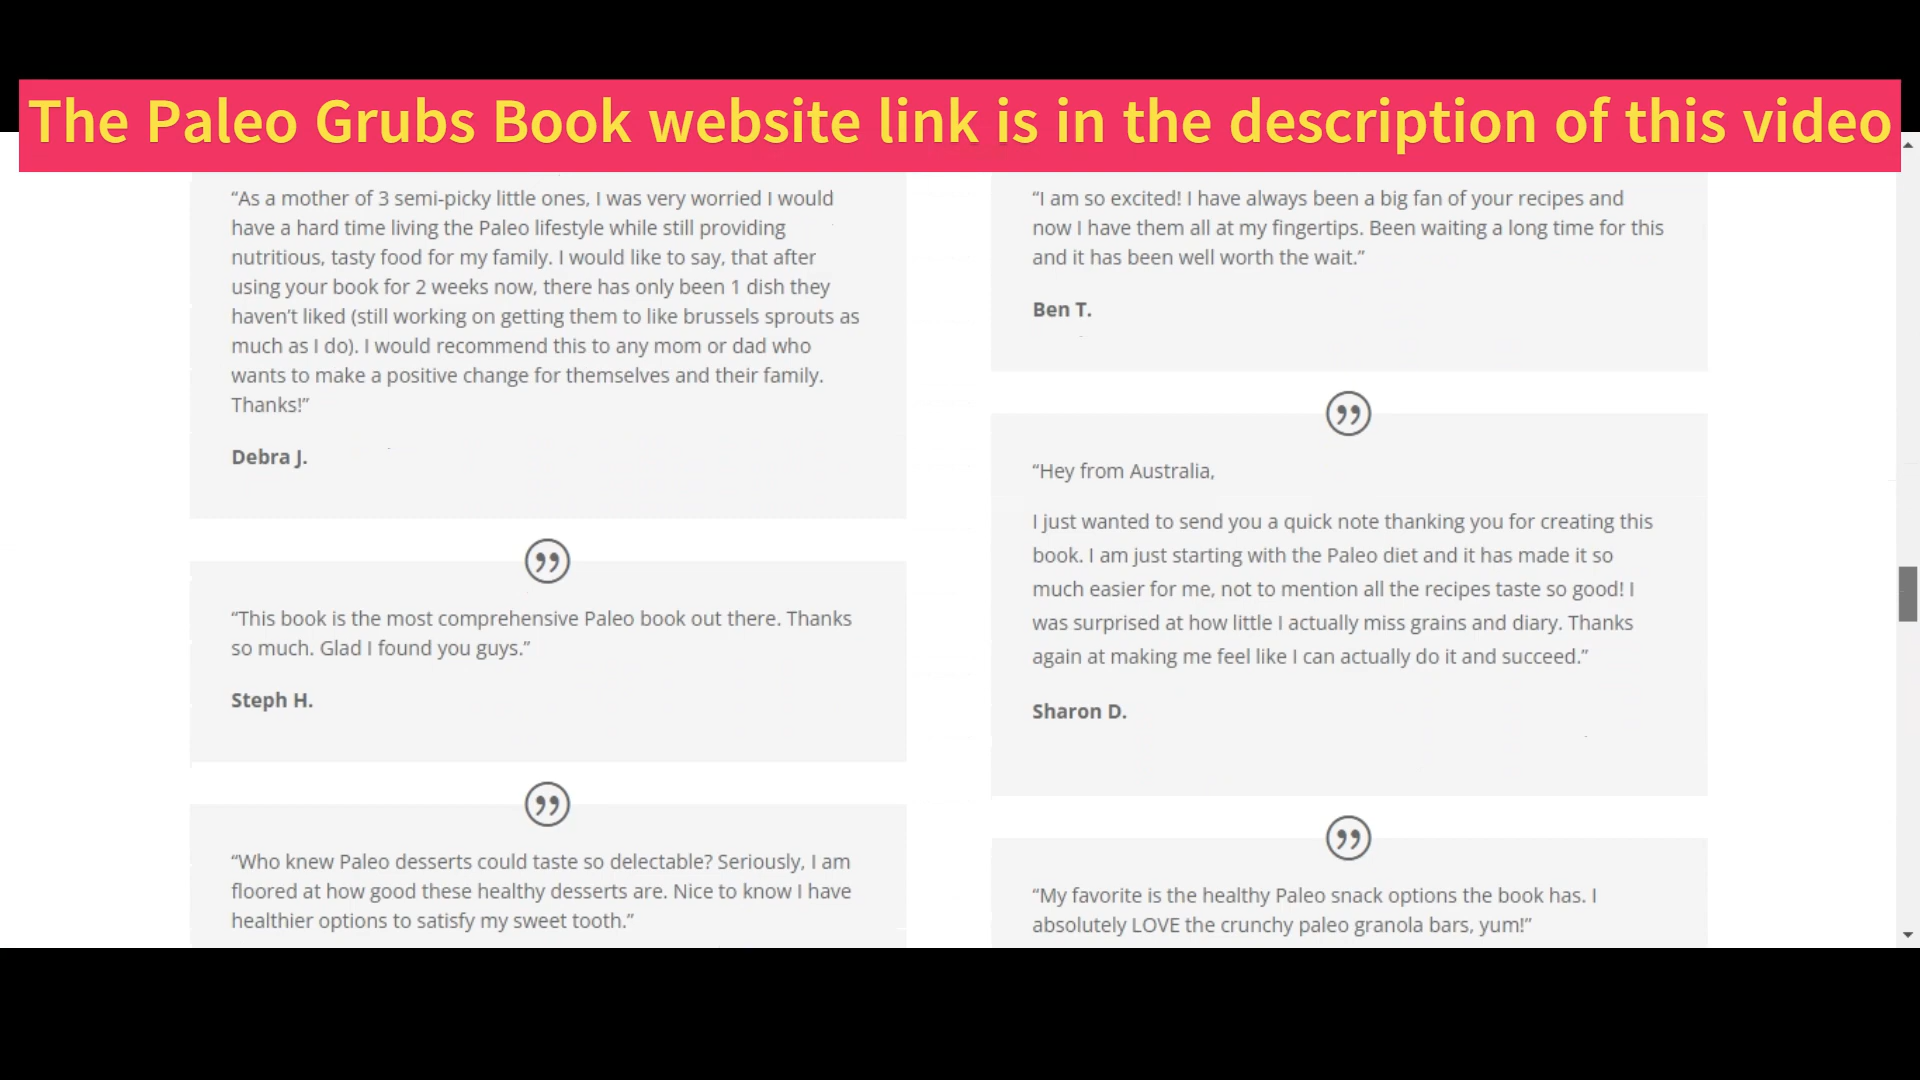 The Paleo Grubs Book website link is in the description of this video
“As a mother of 3 semi-picky little ones, I was very worried I would
have a hard time living the Paleo lifestyle while still providing
nutritious, tasty food for my family. I would like to say, that after
using your book for 2 weeks now, there has only been 1 dish they
haven’t liked (still working on getting them to like brussels sprouts as
much as I do). I would recommend this to any mom or dad who
wants to make a positive change for themselves and their family.
Thanks!”
Debra J.
“This book is the most comprehensive Paleo book out there. Thanks
so much. Glad I found you guys.”
Steph H.
“Who knew Paleo desserts could taste so delectable? Seriously, I am
floored at how good these healthy desserts are. Nice to know I have
healthier options to satisfy my sweet tooth.”
“I am so excited! I have always been a big fan of your recipes and
now I have them all at my fingertips. Been waiting a long time for this
and it has been well worth the wait.”
Ben T.
“Hey from Australia,
I just wanted to send you a quick note thanking you for creating this
book. I am just starting with the Paleo diet and it has made it so
much easier for me, not to mention all the recipes taste so good! I
was surprised at how little I actually miss grains and diary. Thanks
again at making me feel like I can actually do it and succeed.”
Sharon D.
“My favorite is the healthy Paleo snack options the book has. I
absolutely LOVE the crunchy paleo granola bars, yum!”